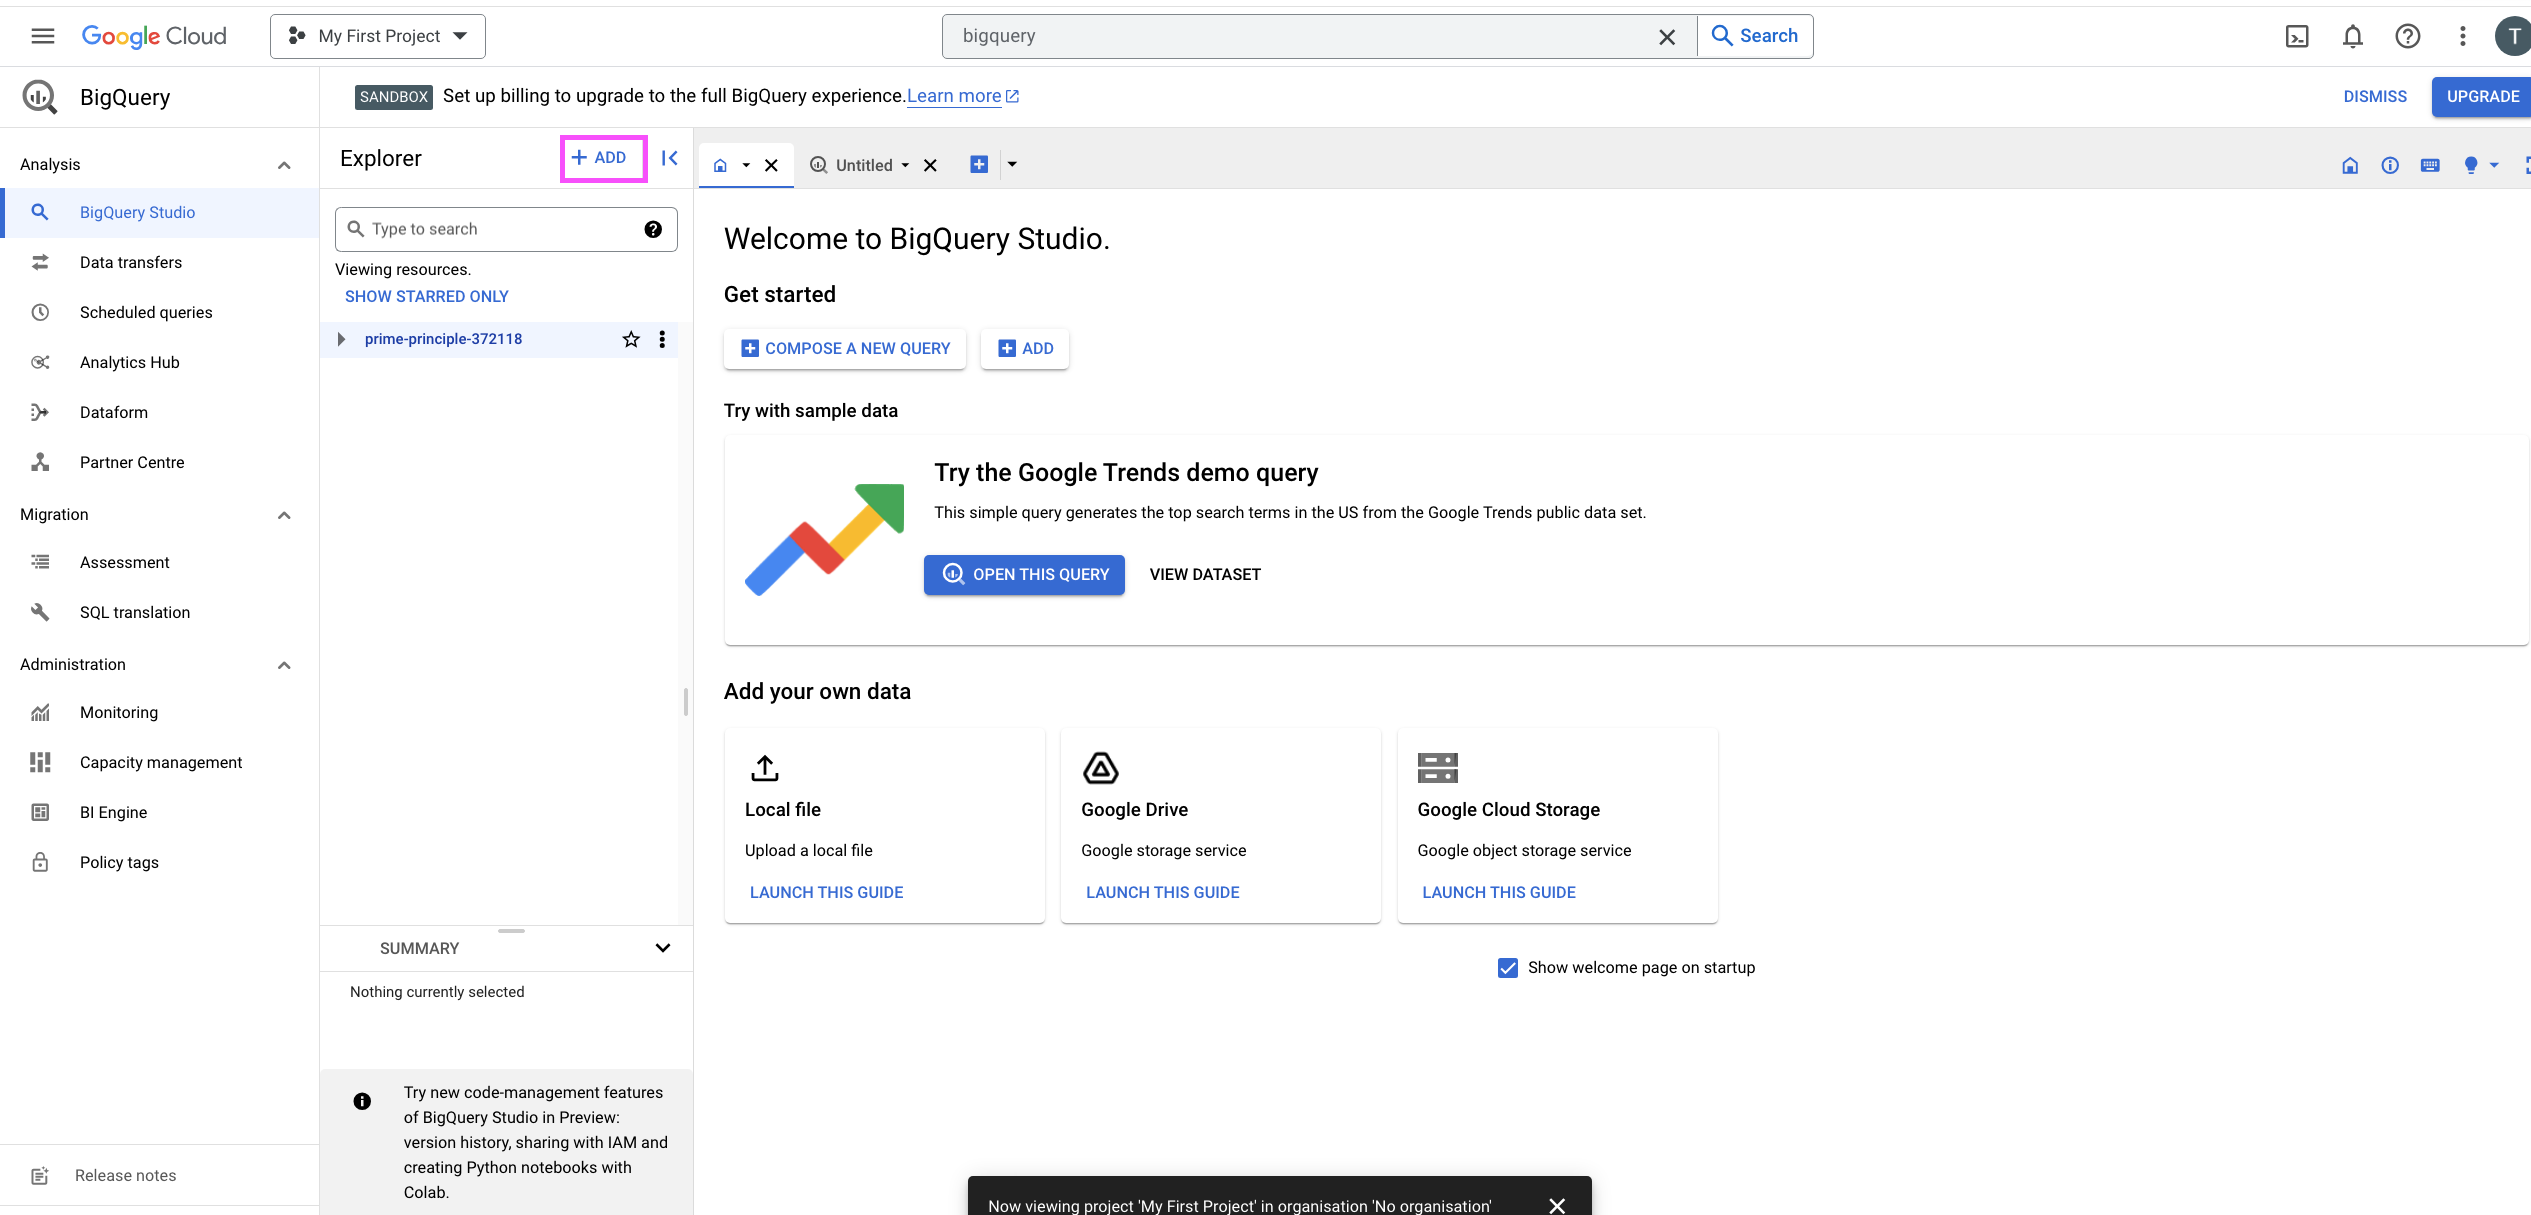 Google Cloud
My First Project
bigquery
Search
T
BigQuery
SANDBOX Set up billing to upgrade to the full BigQuery experience. Learn more
DISMISS
UPGRADE
Analysis
BigQuery Studio
Data transfers
Scheduled queries
Analytics Hub
Dataform
Partner Centre
Migration
Assessment
SQL translation
Administration
Monitoring
Capacity management
BI Engine
Policy tags
Release notes
Explorer
+ ADD
Type to search
Viewing resources.
SHOW STARRED ONLY
prime-principle-372118
SUMMARY
Nothing currently selected
Try new code-management features
of BigQuery Studio in Preview:
version history, sharing with IAM and
creating Python notebooks with
Colab.
Untitled
Welcome to BigQuery Studio.
Get started
COMPOSE A NEW QUERY
ADD
Try with sample data
Try the Google Trends demo query
This simple query generates the top search terms in the US from the Google Trends public data set.
OPEN THIS QUERY
VIEW DATASET
Add your own data
Local file
Upload a local file
LAUNCH THIS GUIDE
Google Drive
Google storage service
LAUNCH THIS GUIDE
Google Cloud Storage
Google object storage service
LAUNCH THIS GUIDE
Show welcome page on startup
Now viewing project 'My First Project' in organisation 'No organisation'